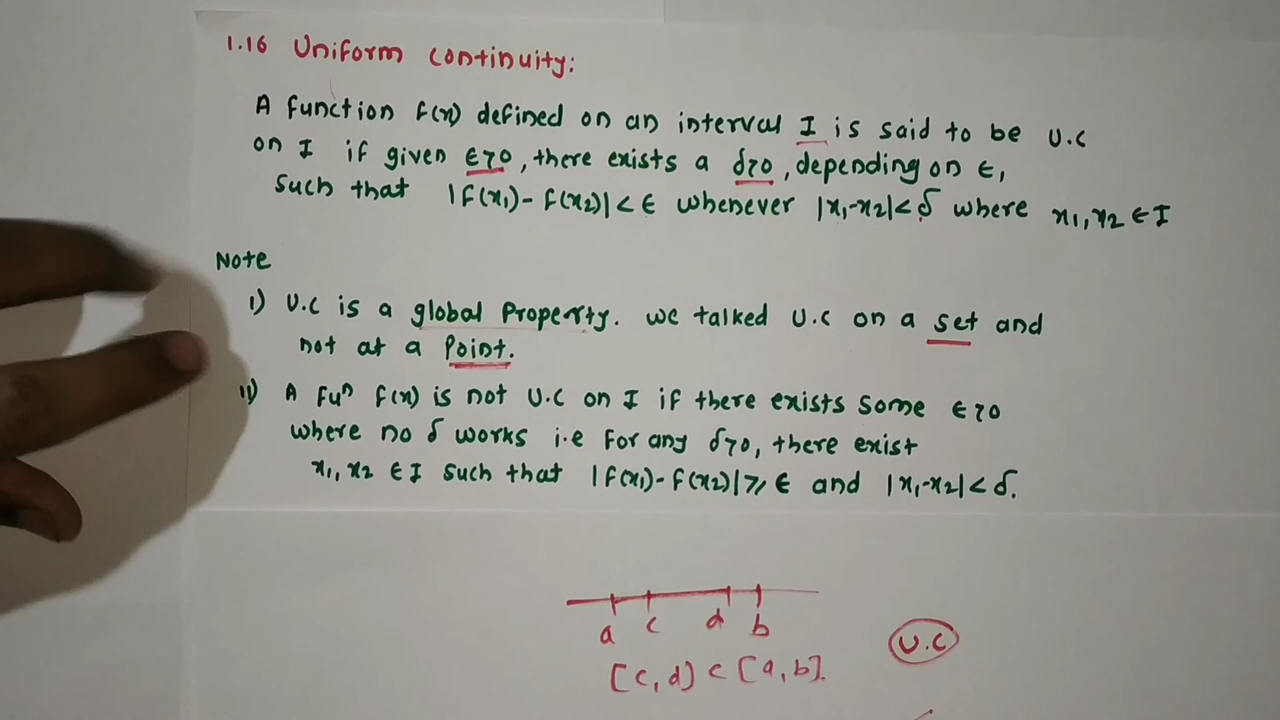 1.16 Uniform continuity:
A function f(x) defined on an interval I is said to be U.C
on I if given ε>0, there exists a δ>0, depending on ε,
such that |f(x₁)-f(x₂)|<ε whenever |x₁-x₂|<δ where x₁,x₂∈I
Note
i) U.C is a global Property. we talked U.C on a set and
not at a Point.
ii) A Fuⁿ f(x) is not U.C on I if there exists some ε>0
where no δ works i.e For any δ>0, there exist
x₁,x₂ ∈I such that |f(x₁)-f(x₂)|≥ε and |x₁-x₂|<δ.
a c d b
[c,d) ⊂ [a,b].
U.C